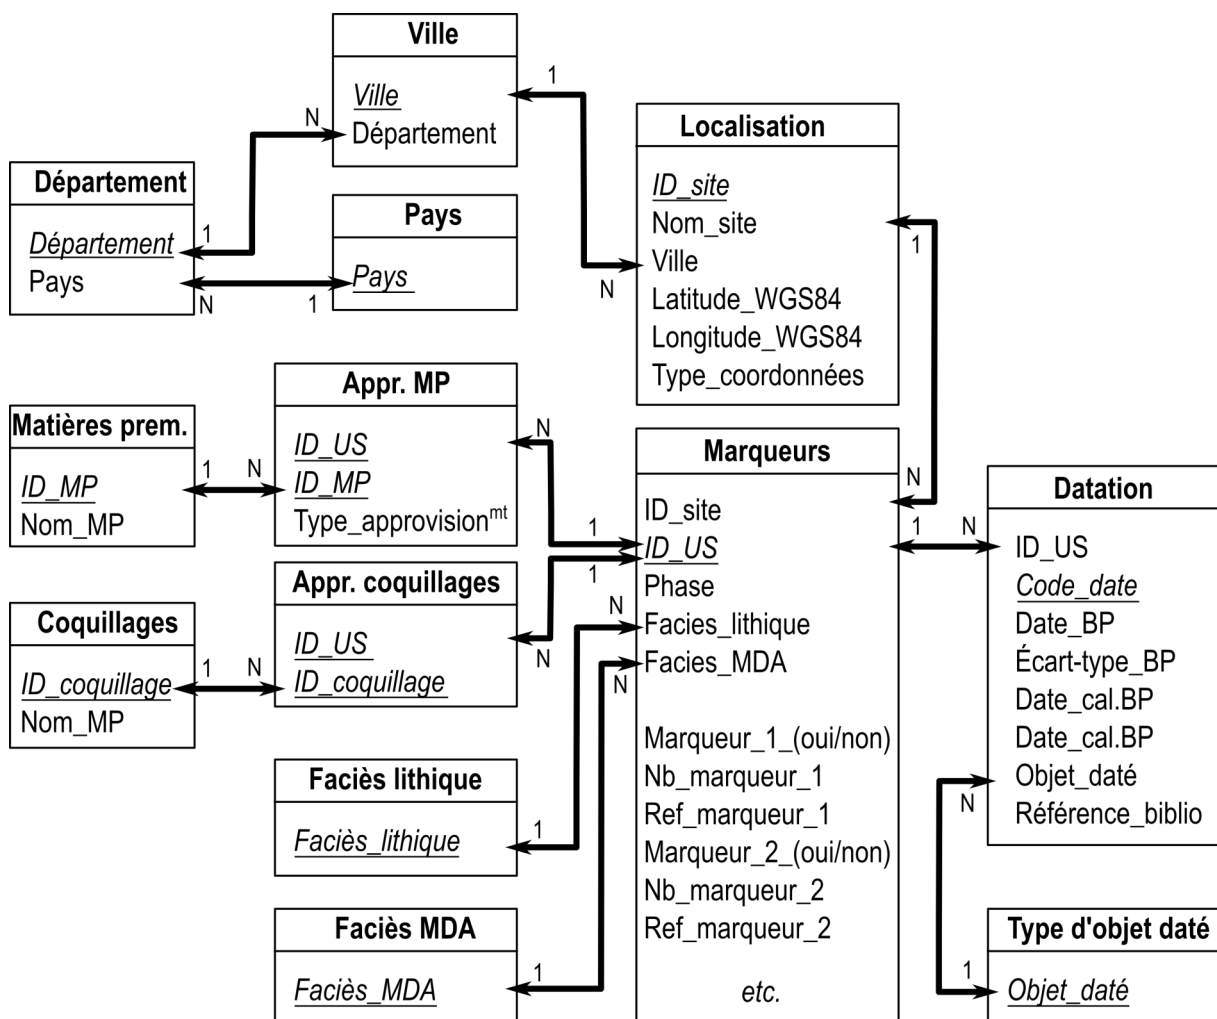 Ville
Ville
Département
Département
Département
Pays
Pays
Pays
Localisation
ID_site
Nom_site
Ville
Latitude_WGS84
Longitude_WGS84
Type_coordonnées
1
N
1
N
N
1
1
N
Matières prem.
ID_MP
Nom_MP
1
N
Appr. MP
ID_US
ID_MP
Type_approvisionmt
N
1
Coquillages
ID_coquillage
Nom_MP
1
N
Appr. coquillages
ID_US
ID_coquillage
N
1
Faciès lithique
Faciès_lithique
1
N
Faciès MDA
Faciès_MDA
1
N
Marqueurs
ID_site
ID_US
Phase
Facies_lithique
Facies_MDA
Marqueur_1_(oui/non)
Nb_marqueur_1
Ref_marqueur_1
Marqueur_2_(oui/non)
Nb_marqueur_2
Ref_marqueur_2
etc.
N
1
N
Datation
ID_US
Code_date
Date_BP
Écart-type_BP
Date_cal.BP
Date_cal.BP
Objet_daté
Référence_biblio
1
Type d'objet daté
Objet_daté